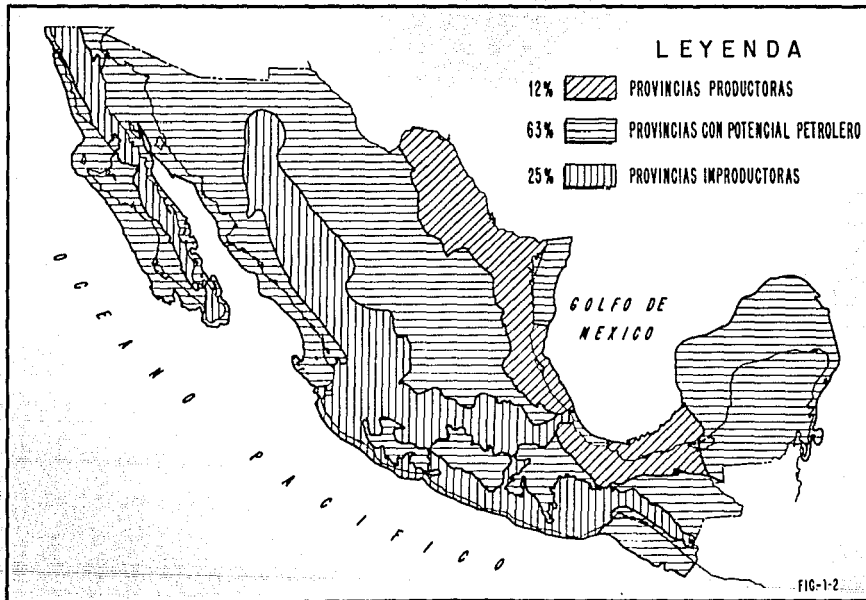 LEYENDA
12% PROVINCIAS PRODUCTORAS
63% PROVINCIAS CON POTENCIAL PETROLERO
25% PROVINCIAS IMPRODUCTORAS
GOLFO DE
MEXICO
OCEANO PACIFICO
FIG-1-2